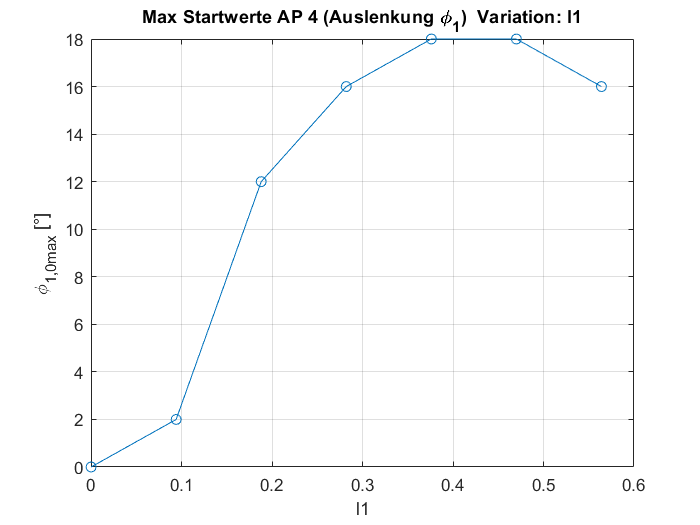 Max Startwerte AP 4 (Auslenkung ϕ1)  Variation: l1
ϕ1,0max [°]
18
16
14
12
10
8
6
4
2
0
0 0.1 0.2 0.3 0.4 0.5 0.6
l1